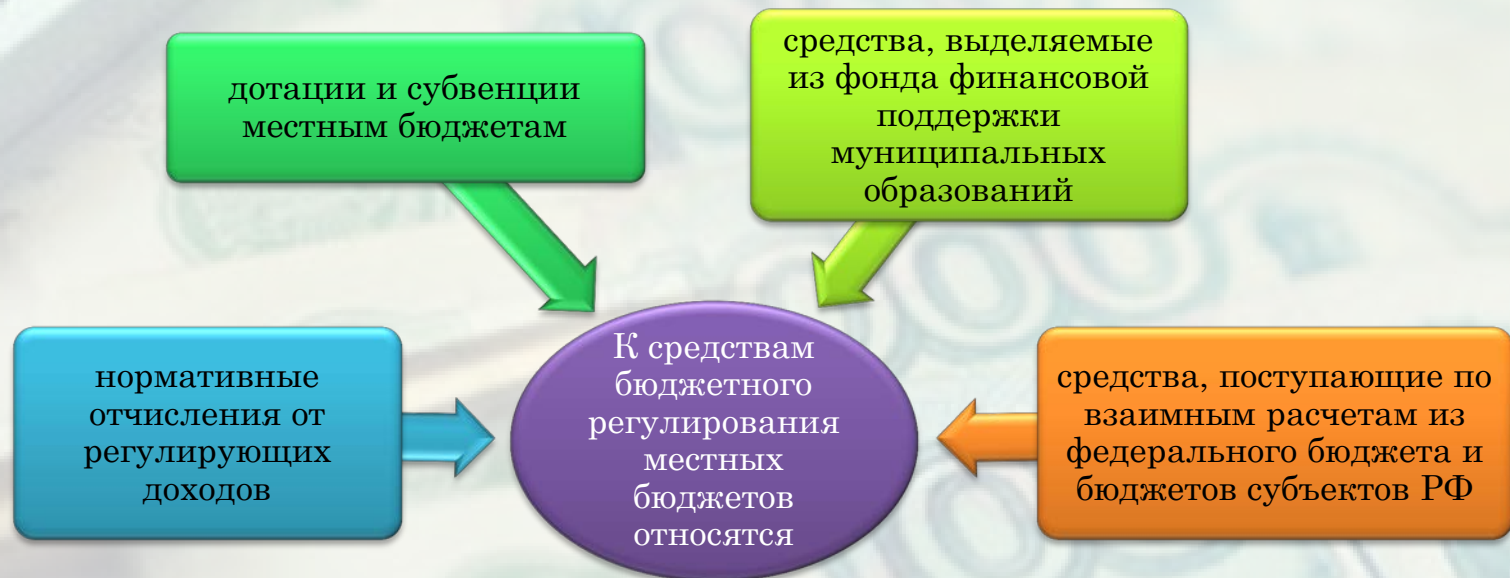 дотации и субвенции
местным бюджетам
средства, выделяемые
из фонда финансовой
поддержки
муниципальных
образований
нормативные
отчисления от
регулирующих
доходов
К средствам
бюджетного
регулирования
местных
бюджетов
относятся
средства, поступающие по
взаимным расчетам из
федерального бюджета и
бюджетов субъектов РФ